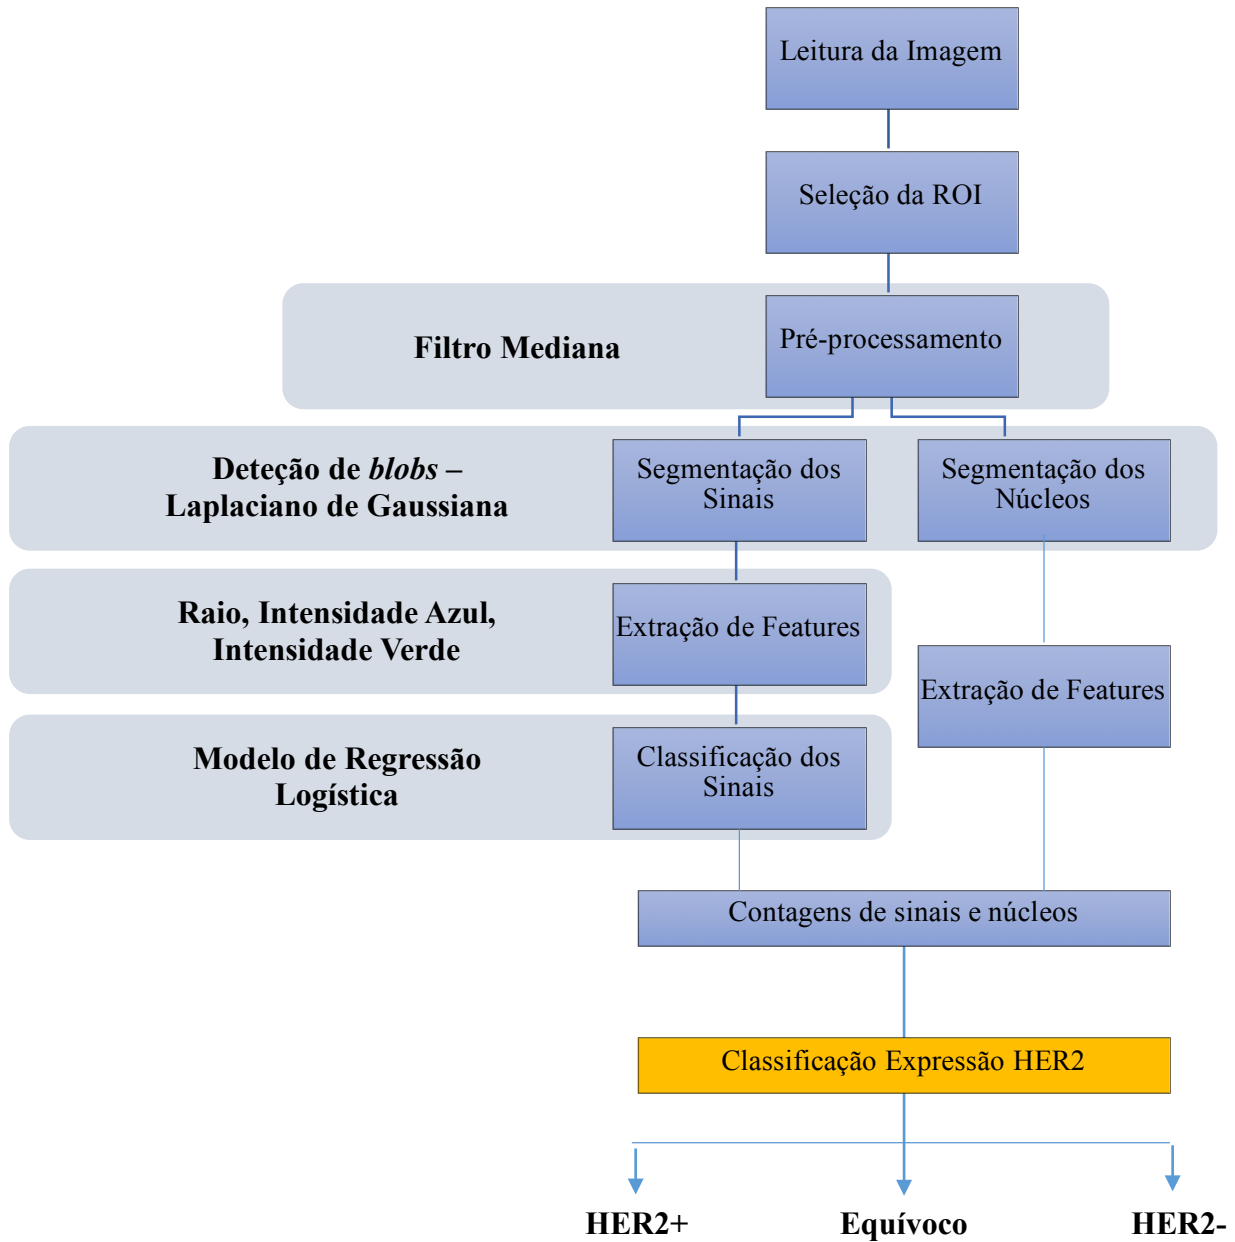 Leitura da Imagem
Seleção da ROI
Filtro Mediana
Pré-processamento
Deteção de blobs –
Laplaciano de Gaussiana
Segmentação dos
Sinais
Segmentação dos
Núcleos
Raio, Intensidade Azul,
Intensidade Verde
Extração de Features
Extração de Features
Modelo de Regressão
Logística
Classificação dos
Sinais
Contagens de sinais e núcleos
Classificação Expressão HER2
HER2+
Equívoco
HER2-